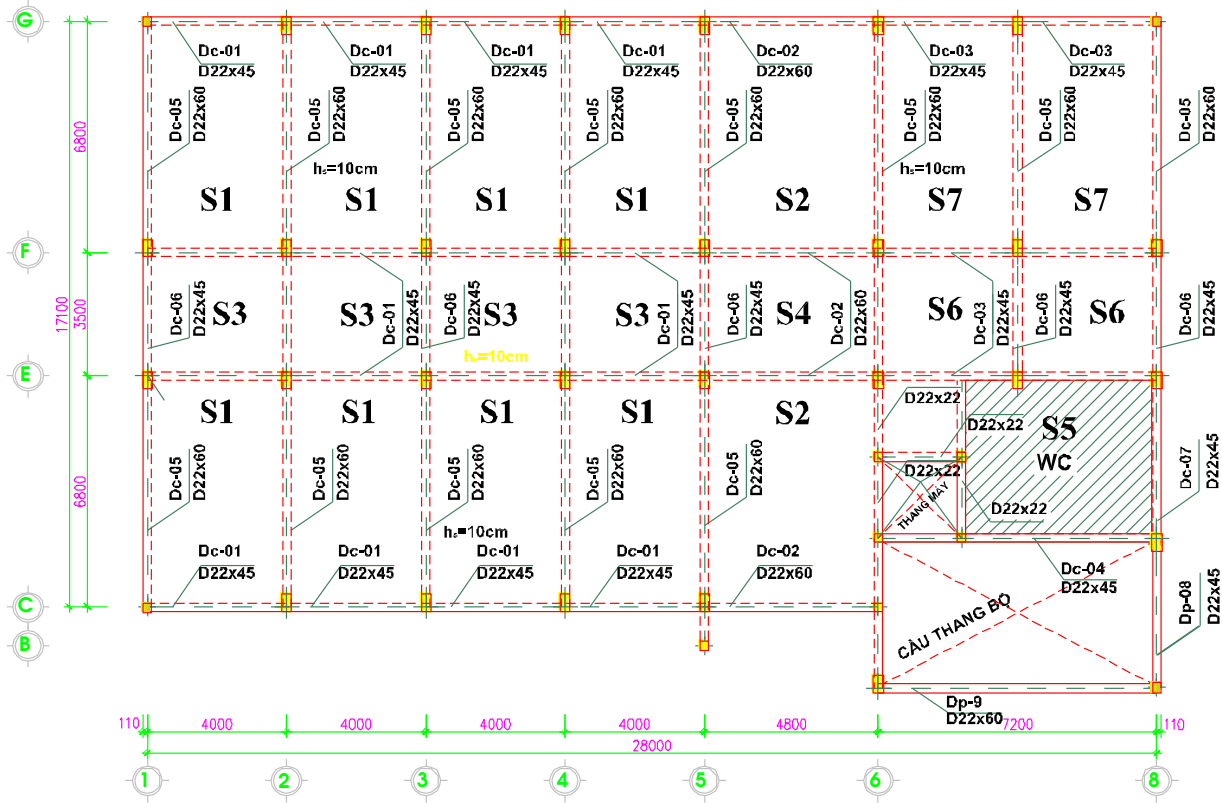 G
Dc-01
D22x45
Dc-01
D22x45
Dc-01
D22x45
Dc-01
D22x45
Dc-02
D22x60
Dc-03
D22x45
Dc-03
D22x45
Dc-05
D22x60
Dc-05
D22x60
Dc-05
D22x60
Dc-05
D22x60
Dc-05
D22x60
Dc-05
D22x60
Dc-05
D22x60
Dc-05
D22x60
6800
hₛ=10cm
hₛ=10cm
S1
S1
S1
S1
S2
S7
S7
F
17100
3500
Dc-06
D22x45
S3
S3
Dc-01
D22x45
Dc-06
D22x45
S3
S3
Dc-01
D22x45
Dc-06
D22x45
S4
Dc-02
D22x60
S6
Dc-03
D22x45
Dc-06
D22x45
S6
Dc-06
D22x45
hₛ=10cm
E
S1
S1
S1
S1
S2
D22x22
D22x22
S5
WC
D22x22
THANG MÁY
D22x22
6800
Dc-05
D22x60
Dc-05
D22x60
Dc-05
D22x60
Dc-05
D22x60
Dc-05
D22x60
Dc-07
D22x45
hₛ=10cm
Dc-01
D22x45
Dc-01
D22x45
Dc-01
D22x45
Dc-01
D22x45
Dc-02
D22x60
Dc-04
D22x45
Dp-08
D22x45
C
CẦU THANG BỘ
B
Dp-9
D22x60
110
4000
4000
4000
4000
4800
7200
110
28000
1
2
3
4
5
6
8